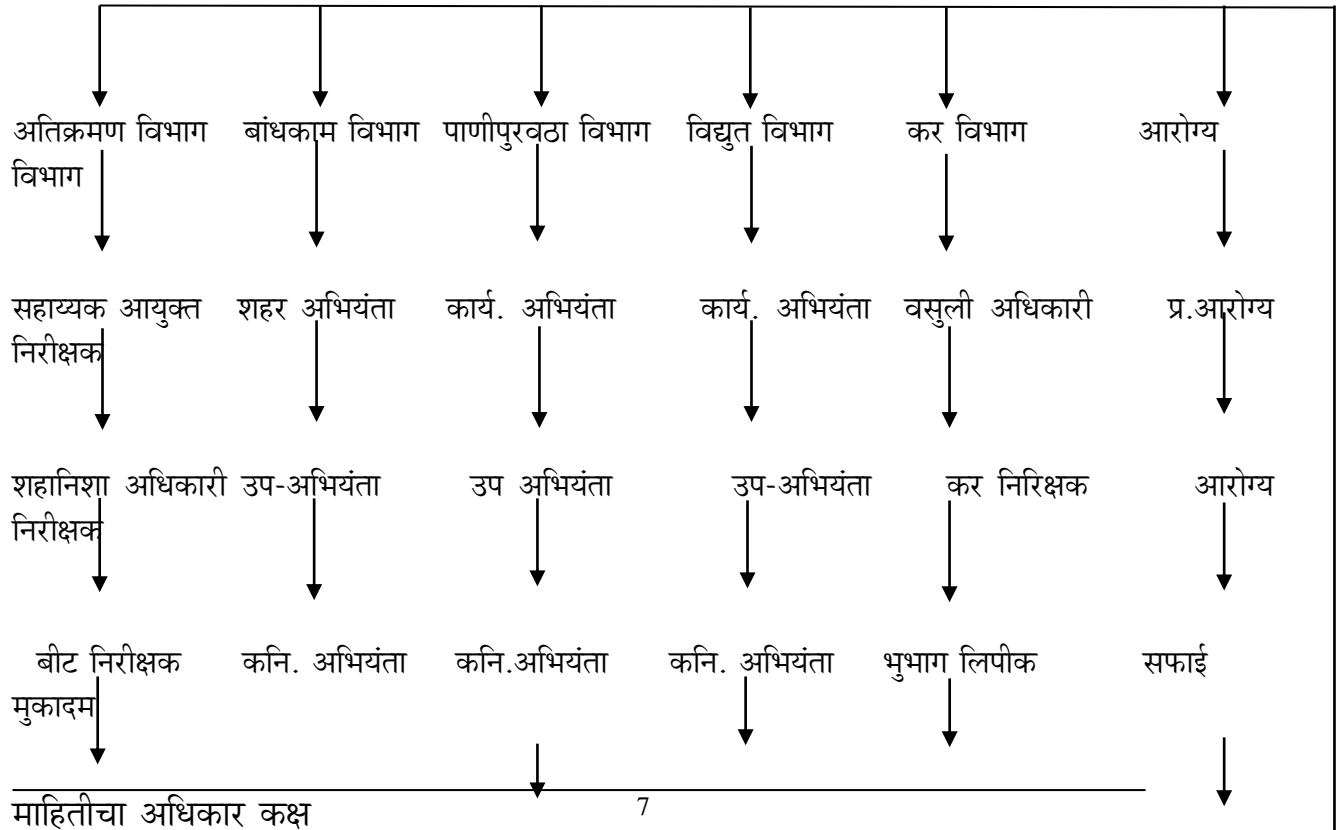 अतिक्रमण विभाग बांधकाम विभाग पाणीपुरवठा विभाग विद्युत विभाग कर विभाग आरोग्य
विभाग
सहाय्यक आयुक्त शहर अभियंता कार्य. अभियंता कार्य. अभियंता वसुली अधिकारी प्र.आरोग्य
निरीक्षक
शहानिशा अधिकारी उप-अभियंता उप अभियंता उप-अभियंता कर निरिक्षक आरोग्य
निरीक्षक
बीट निरीक्षक कनि. अभियंता कनि.अभियंता कनि. अभियंता भुभाग लिपीक सफाई
मुकादम
माहितीचा अधिकार कक्ष 7